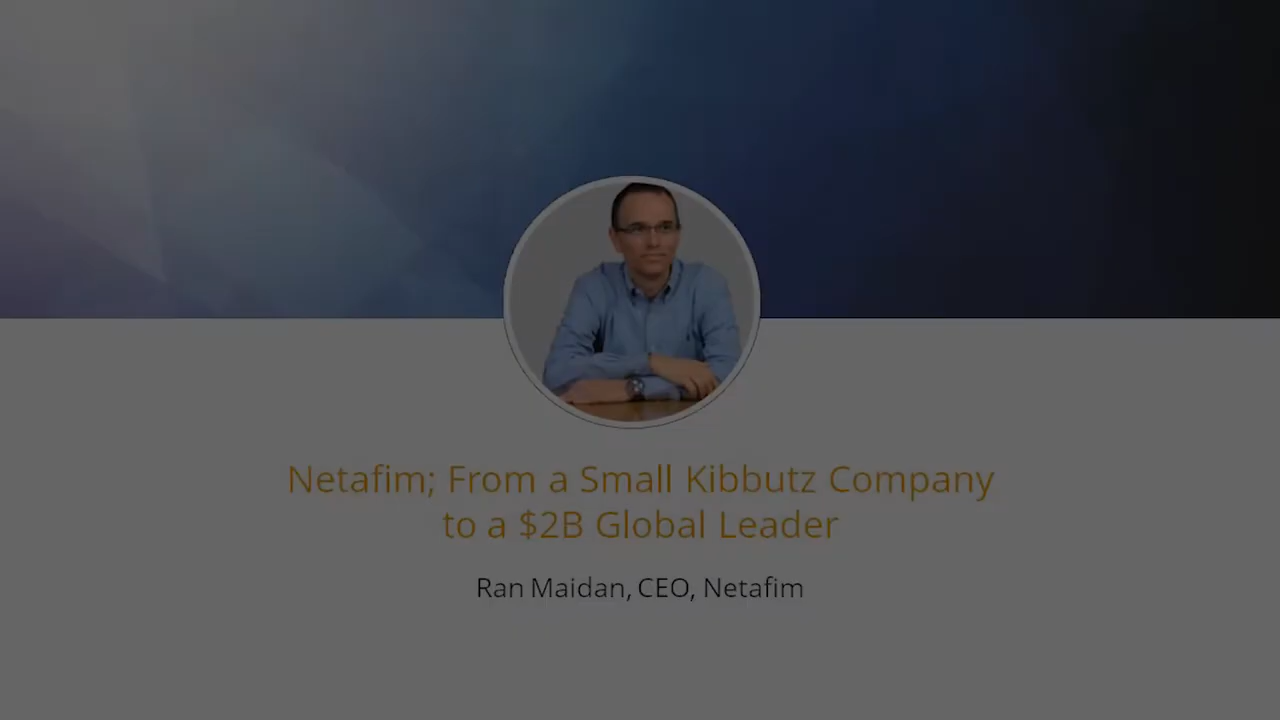 Netafim; From a Small Kibbutz Company
to a $2B Global Leader
Ran Maidan, CEO, Netafim